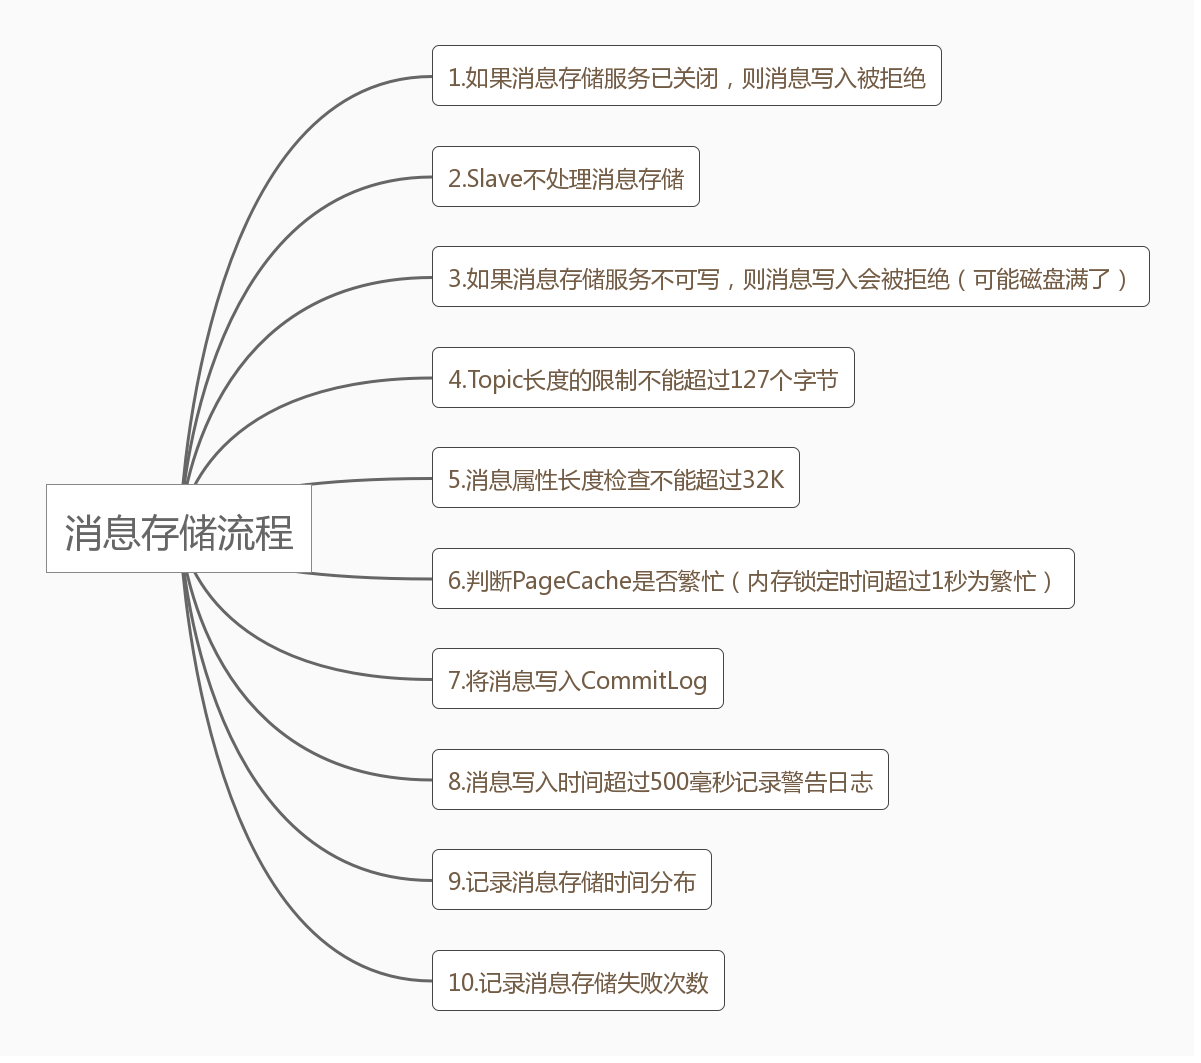 1.如果消息存储服务已关闭，则消息写入被拒绝
2.Slave不处理消息存储
3.如果消息存储服务不可写，则消息写入会被拒绝（可能磁盘满了）
4.Topic长度的限制不能超过127个字节
5.消息属性长度检查不能超过32K
消息存储流程
6.判断PageCache是否繁忙（内存锁定时间超过1秒为繁忙）
7.将消息写入CommitLog
8.消息写入时间超过500毫秒记录警告日志
9.记录消息存储时间分布
10.记录消息存储失败次数